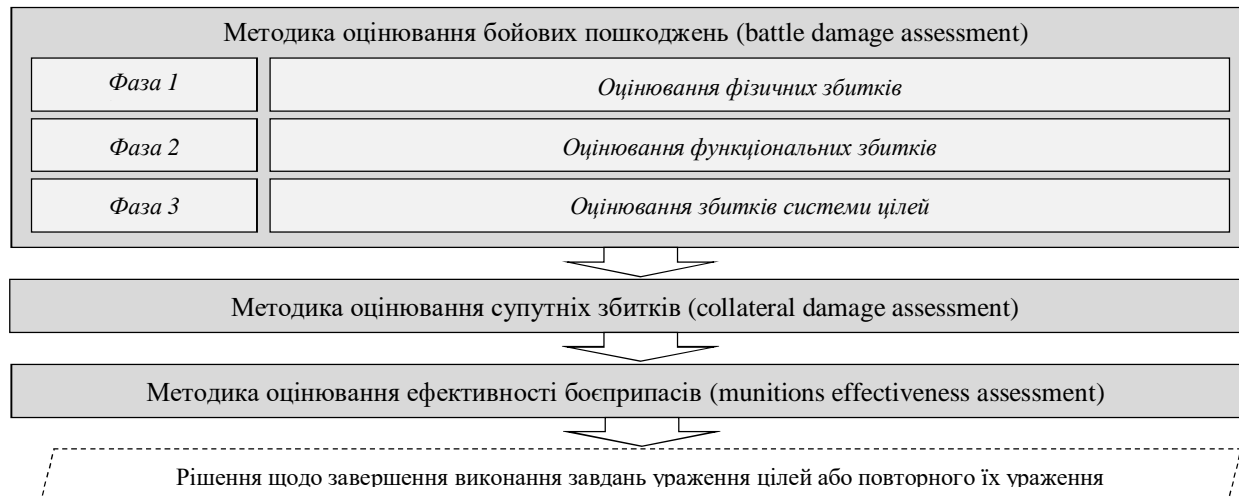 Методика оцінювання бойових пошкоджень (battle damage assessment)
Фаза 1
Оцінювання фізичних збитків
Фаза 2
Оцінювання функціональних збитків
Фаза 3
Оцінювання збитків системи цілей
Методика оцінювання супутніх збитків (collateral damage assessment)
Методика оцінювання ефективності боєприпасів (munitions effectiveness assessment)
Рішення щодо завершення виконання завдань ураження цілей або повторного їх ураження